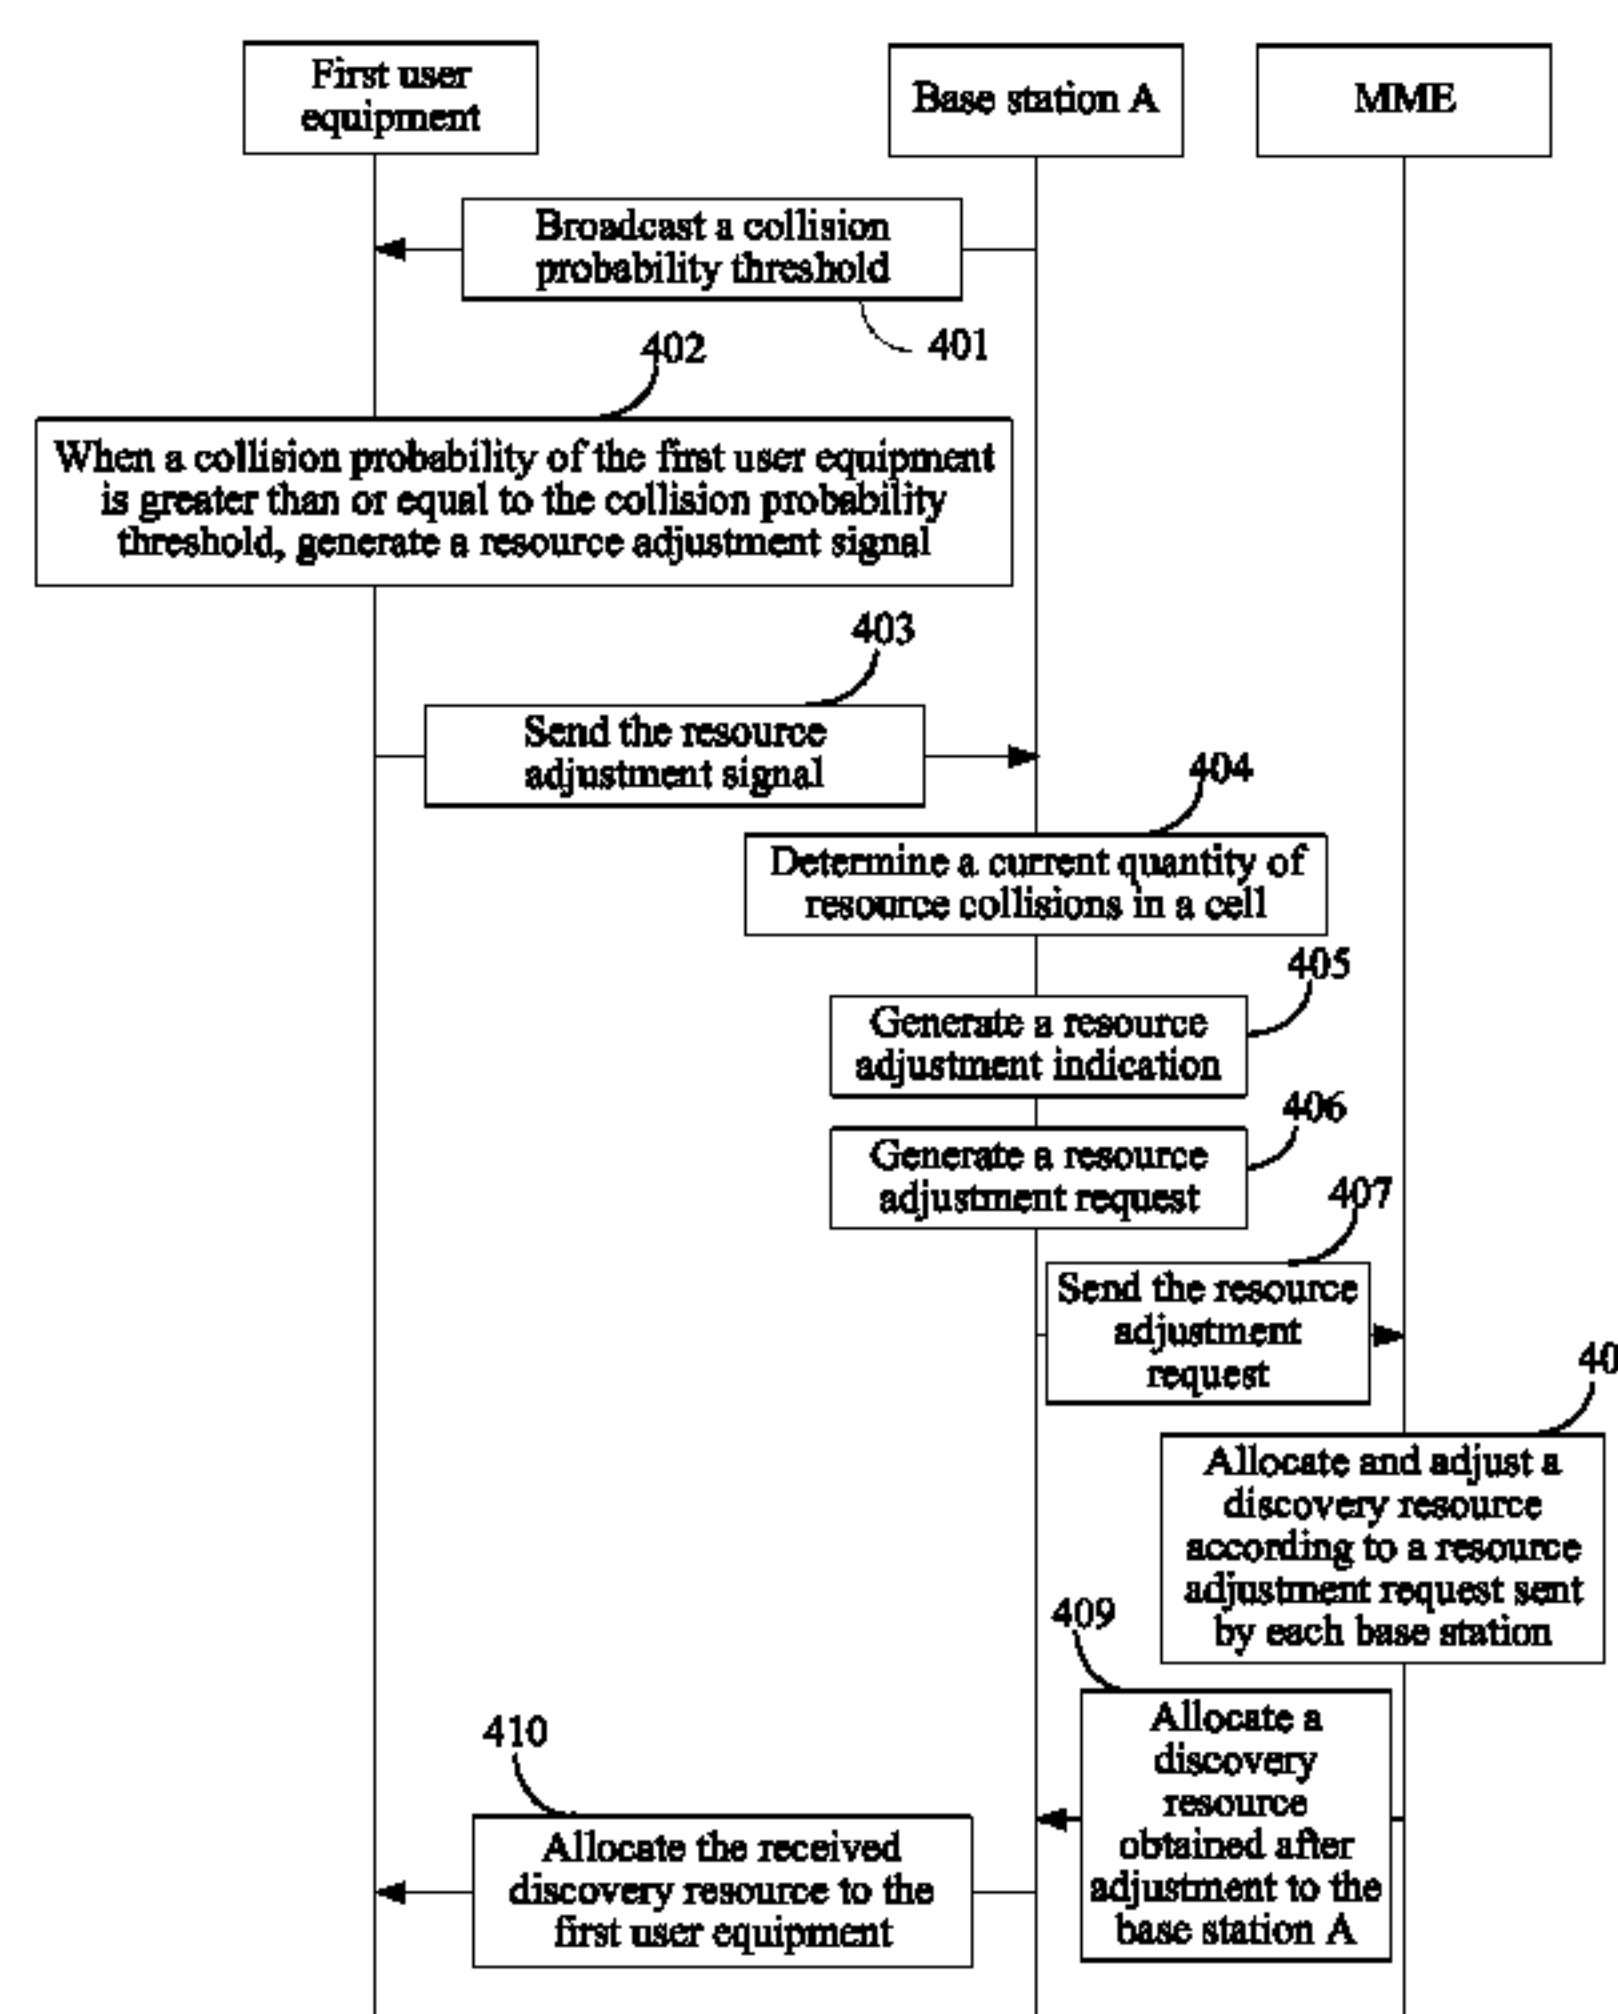 First user
equipment
Base station A
MME
Broadcast a collision
probability threshold
401
402
When a collision probability of the first user equipment
is greater than or equal to the collision probability
threshold, generate a resource adjustment signal
403
Send the resource
adjustment signal
404
Determine a current quantity of
resource collisions in a cell
405
Generate a resource
adjustment indication
406
Generate a resource
adjustment request
407
Send the resource
adjustment
request
40
Allocate and adjust a
discovery resource
according to a resource
adjustment request sent
by each base station
409
Allocate a
discovery
resource
obtained after
adjustment to the
base station A
410
Allocate the received
discovery resource to the
first user equipment